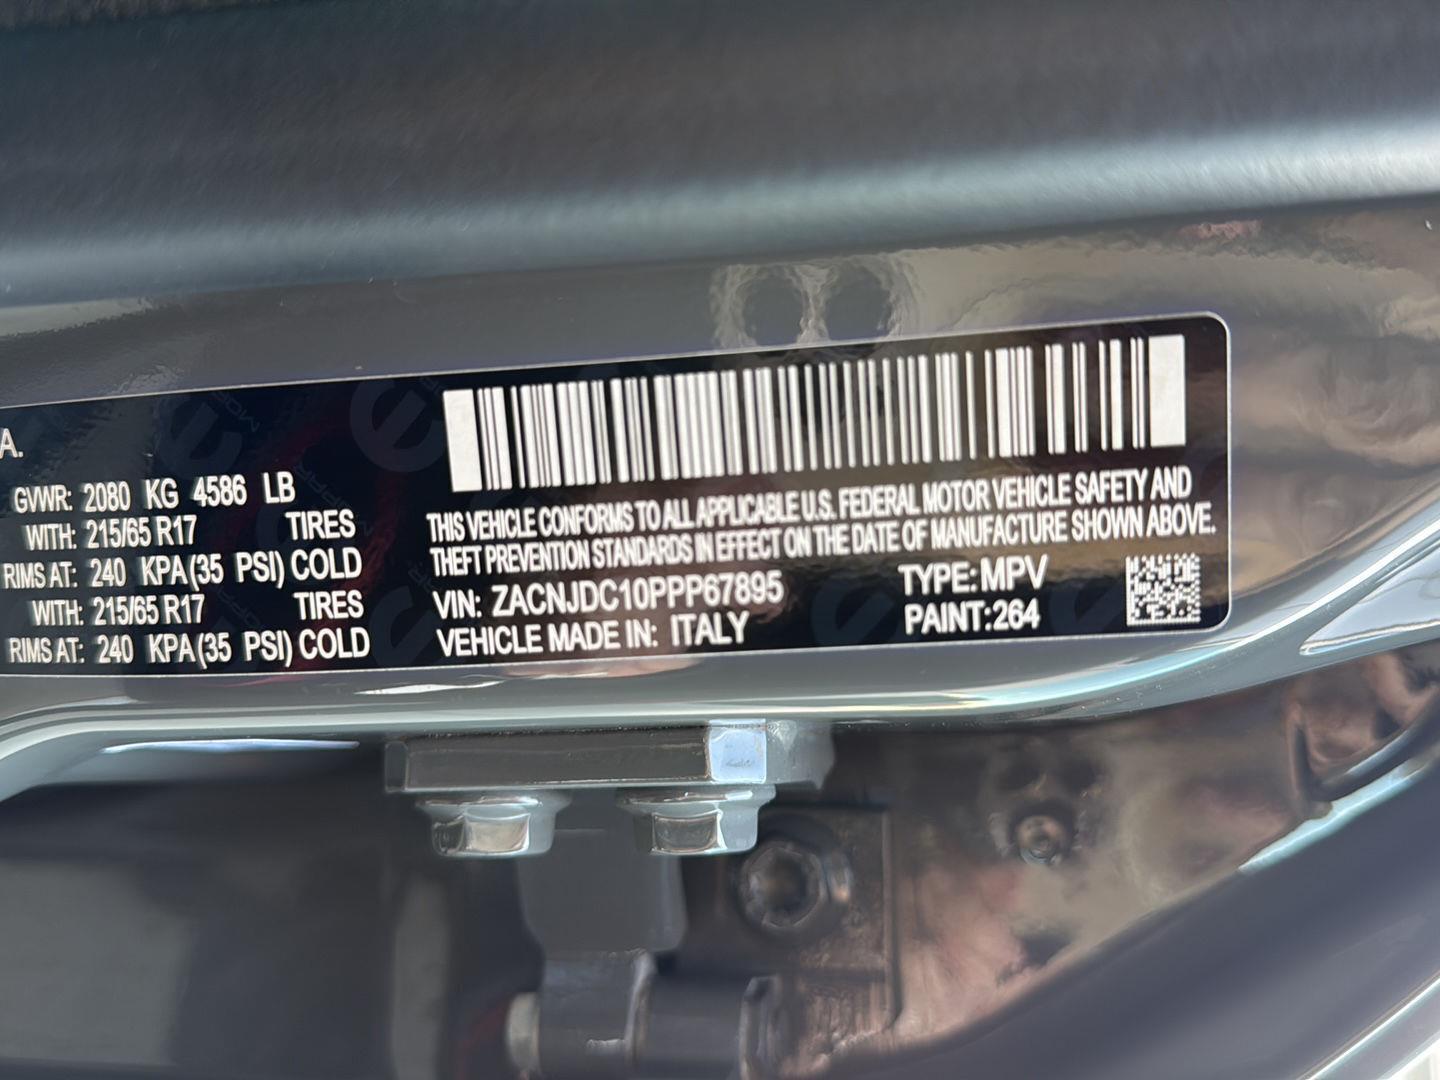 A.
GVWR: 2080 KG 4586 LB
WITH: 215/65 R17 TIRES
RIMS AT: 240 KPA(35 PSI) COLD
WITH: 215/65 R17 TIRES
RIMS AT: 240 KPA(35 PSI) COLD
THIS VEHICLE CONFORMS TO ALL APPLICABLE U.S. FEDERAL MOTOR VEHICLE SAFETY AND
THEFT PREVENTION STANDARDS IN EFFECT ON THE DATE OF MANUFACTURE SHOWN ABOVE.
VIN: ZACNJDC10PPP67895 TYPE: MPV
VEHICLE MADE IN: ITALY PAINT: 264